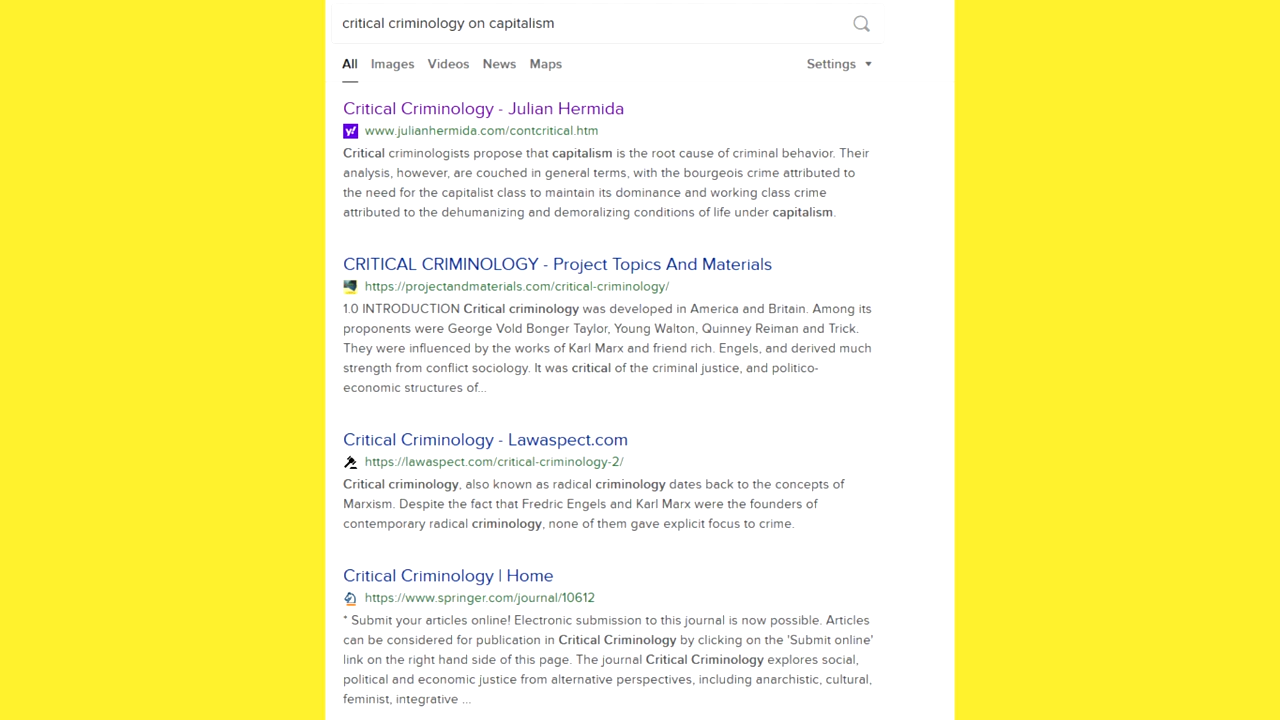 critical criminology on capitalism
All Images Videos News Maps Settings
Critical Criminology - Julian Hermida
y! www.julianhermida.com/contcritical.htm
Critical criminologists propose that capitalism is the root cause of criminal behavior. Their
analysis, however, are couched in general terms, with the bourgeois crime attributed to
the need for the capitalist class to maintain its dominance and working class crime
attributed to the dehumanizing and demoralizing conditions of life under capitalism.
CRITICAL CRIMINOLOGY - Project Topics And Materials
https://projectandmaterials.com/critical-criminology/
1.0 INTRODUCTION Critical criminology was developed in America and Britain. Among its
proponents were George Vold Bonger Taylor, Young Walton, Quinney Reiman and Trick.
They were influenced by the works of Karl Marx and friend rich. Engels, and derived much
strength from conflict sociology. It was critical of the criminal justice, and politico-
economic structures of...
Critical Criminology - Lawaspect.com
https://lawaspect.com/critical-criminology-2/
Critical criminology, also known as radical criminology dates back to the concepts of
Marxism. Despite the fact that Fredric Engels and Karl Marx were the founders of
contemporary radical criminology, none of them gave explicit focus to crime.
Critical Criminology | Home
https://www.springer.com/journal/10612
* Submit your articles online! Electronic submission to this journal is now possible. Articles
can be considered for publication in Critical Criminology by clicking on the 'Submit online'
link on the right hand side of this page. The journal Critical Criminology explores social,
political and economic justice from alternative perspectives, including anarchistic, cultural,
feminist, integrative ...